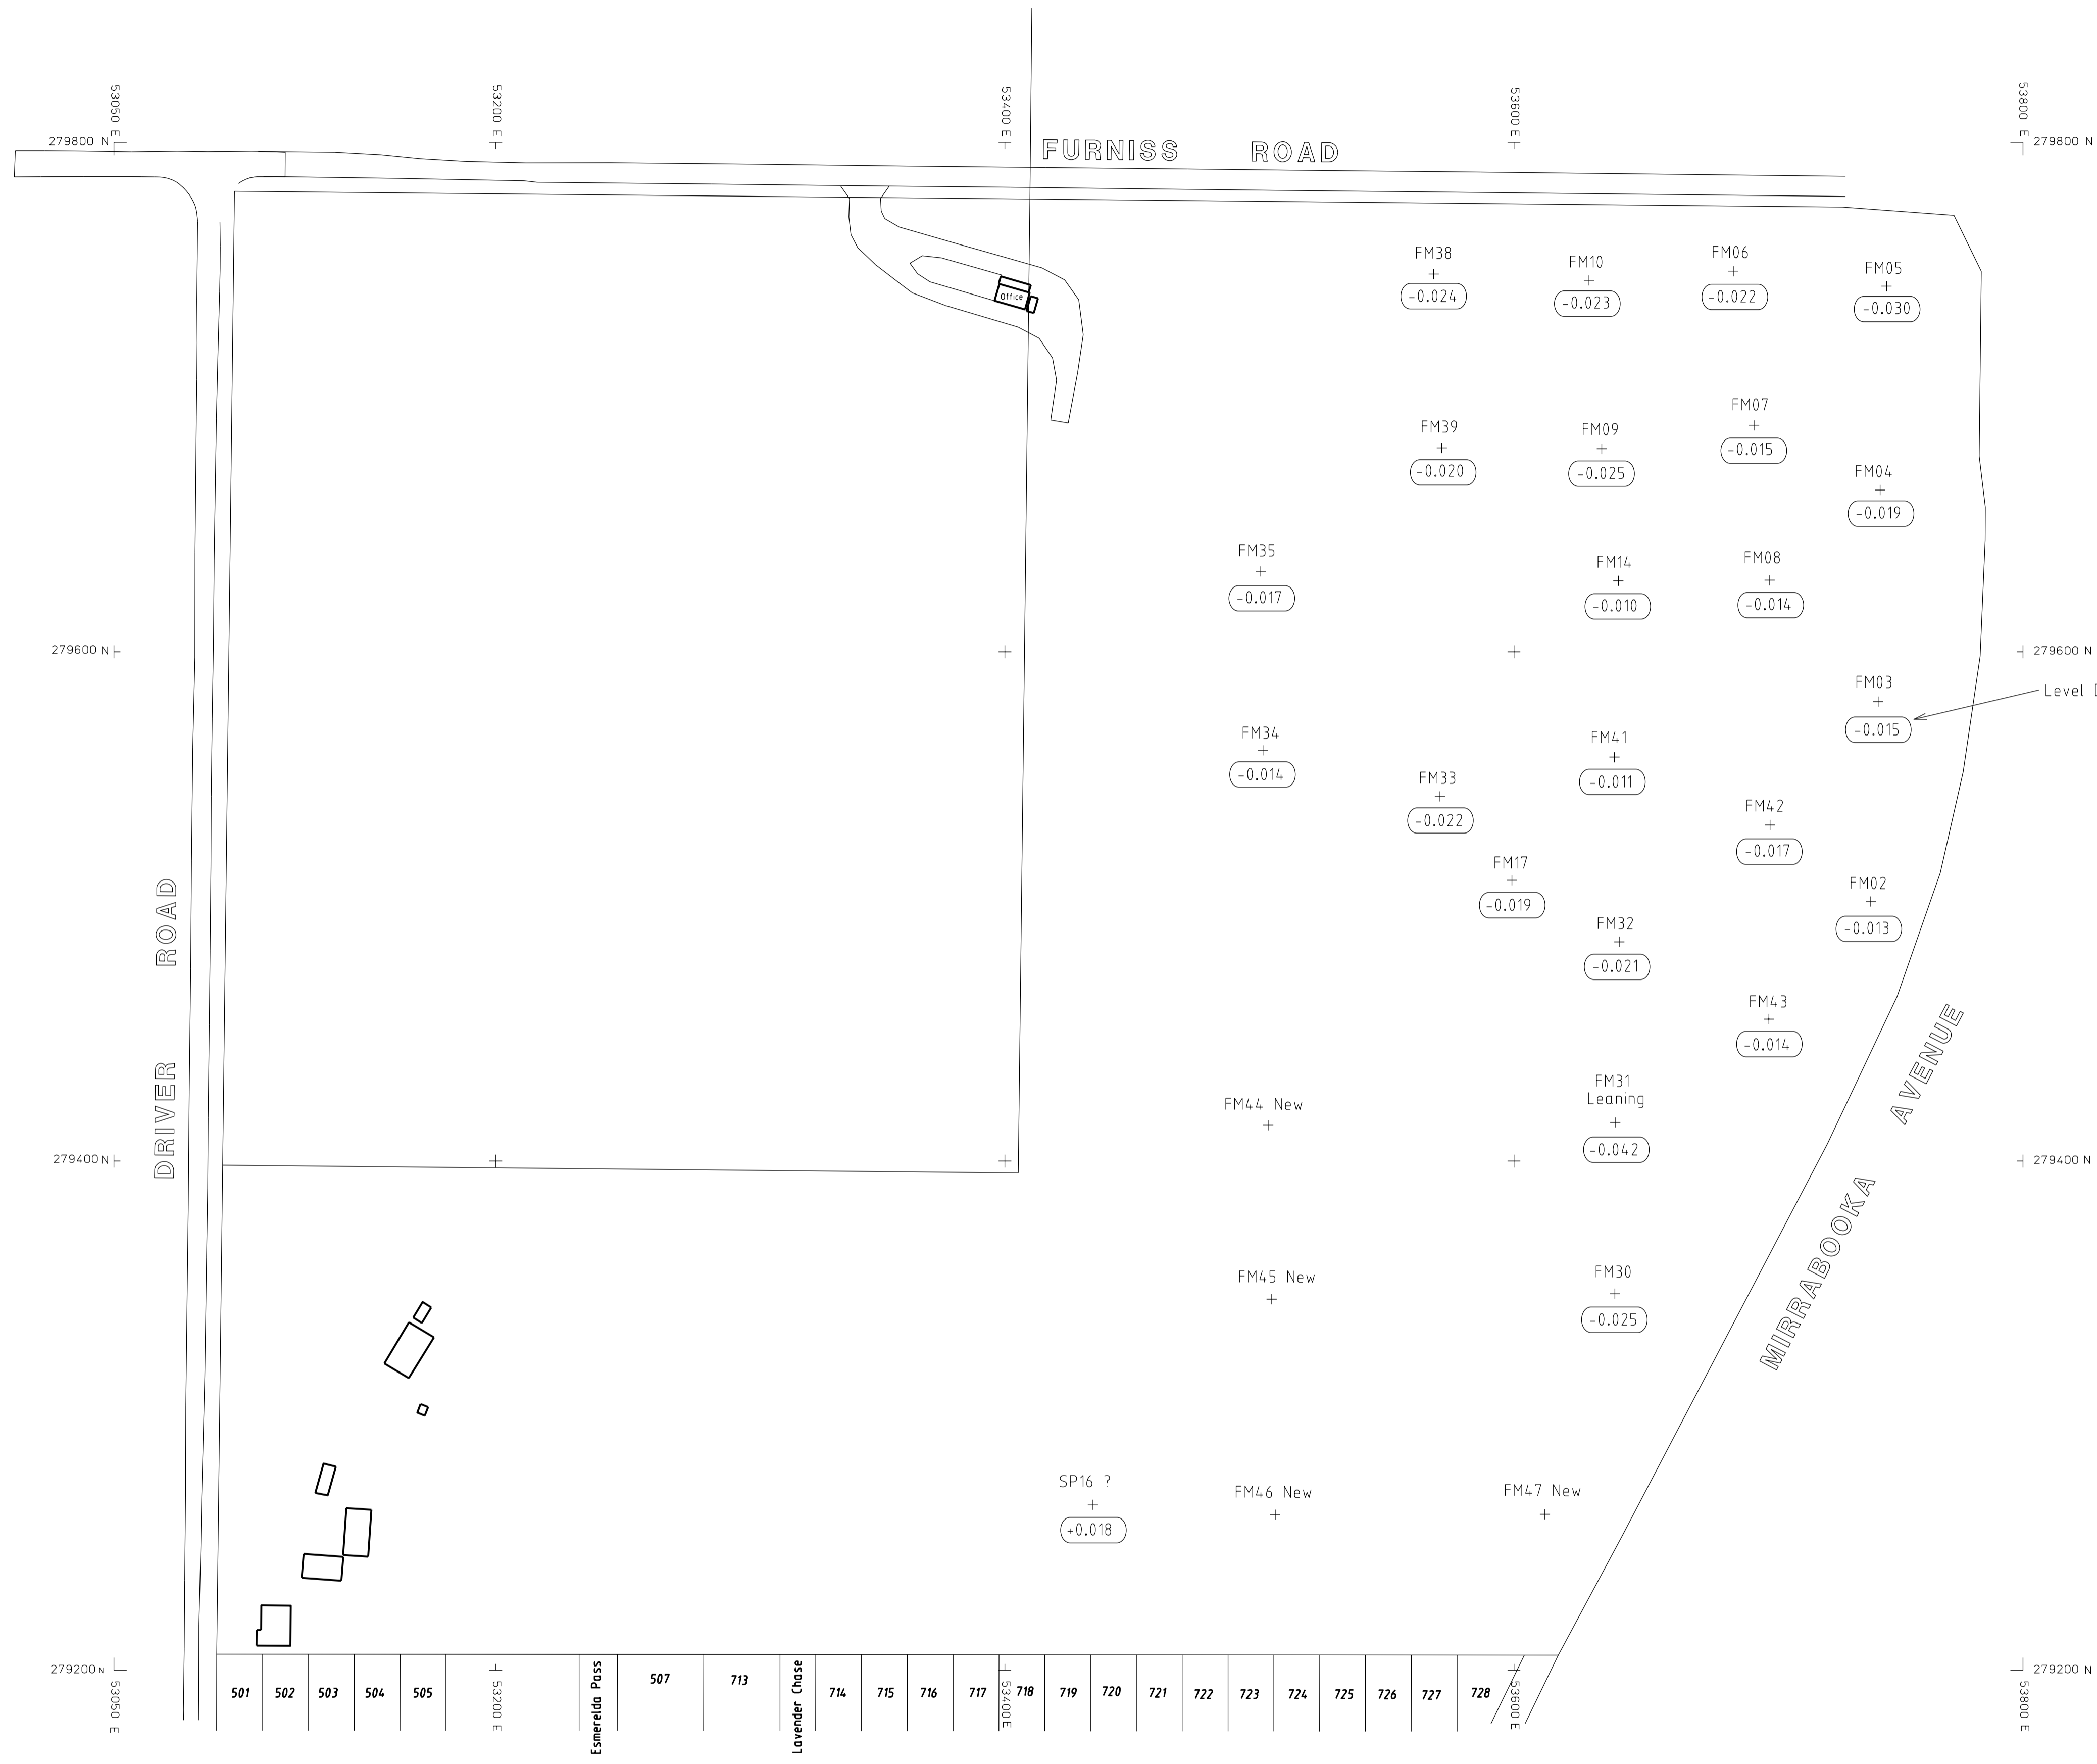 53050 E
53200 E
53400 E
53600 E
53800 E
279800 N
279800 N
FURNISS ROAD
Office
FM38
-0.024
FM10
-0.023
FM06
-0.022
FM05
-0.030
FM39
-0.020
FM09
-0.025
FM07
-0.015
FM04
-0.019
FM35
-0.017
FM14
-0.010
FM08
-0.014
279600 N
279600 N
FM03
-0.015
Level
FM34
-0.014
FM33
-0.022
FM41
-0.011
FM42
-0.017
FM17
-0.019
FM02
-0.013
FM32
-0.021
FM43
-0.014
DRIVER ROAD
MIRRABOOKA AVENUE
FM44 New
FM31
Leaning
-0.042
279400 N
279400 N
FM45 New
FM30
-0.025
SP16 ?
+0.018
FM46 New
FM47 New
279200 N
279200 N
501
502
503
504
505
Esmerelda Pass
507
713
Lavender Chase
714
715
716
717
718
719
720
721
722
723
724
725
726
727
728
53050 E
53200 E
53400 E
53600 E
53800 E